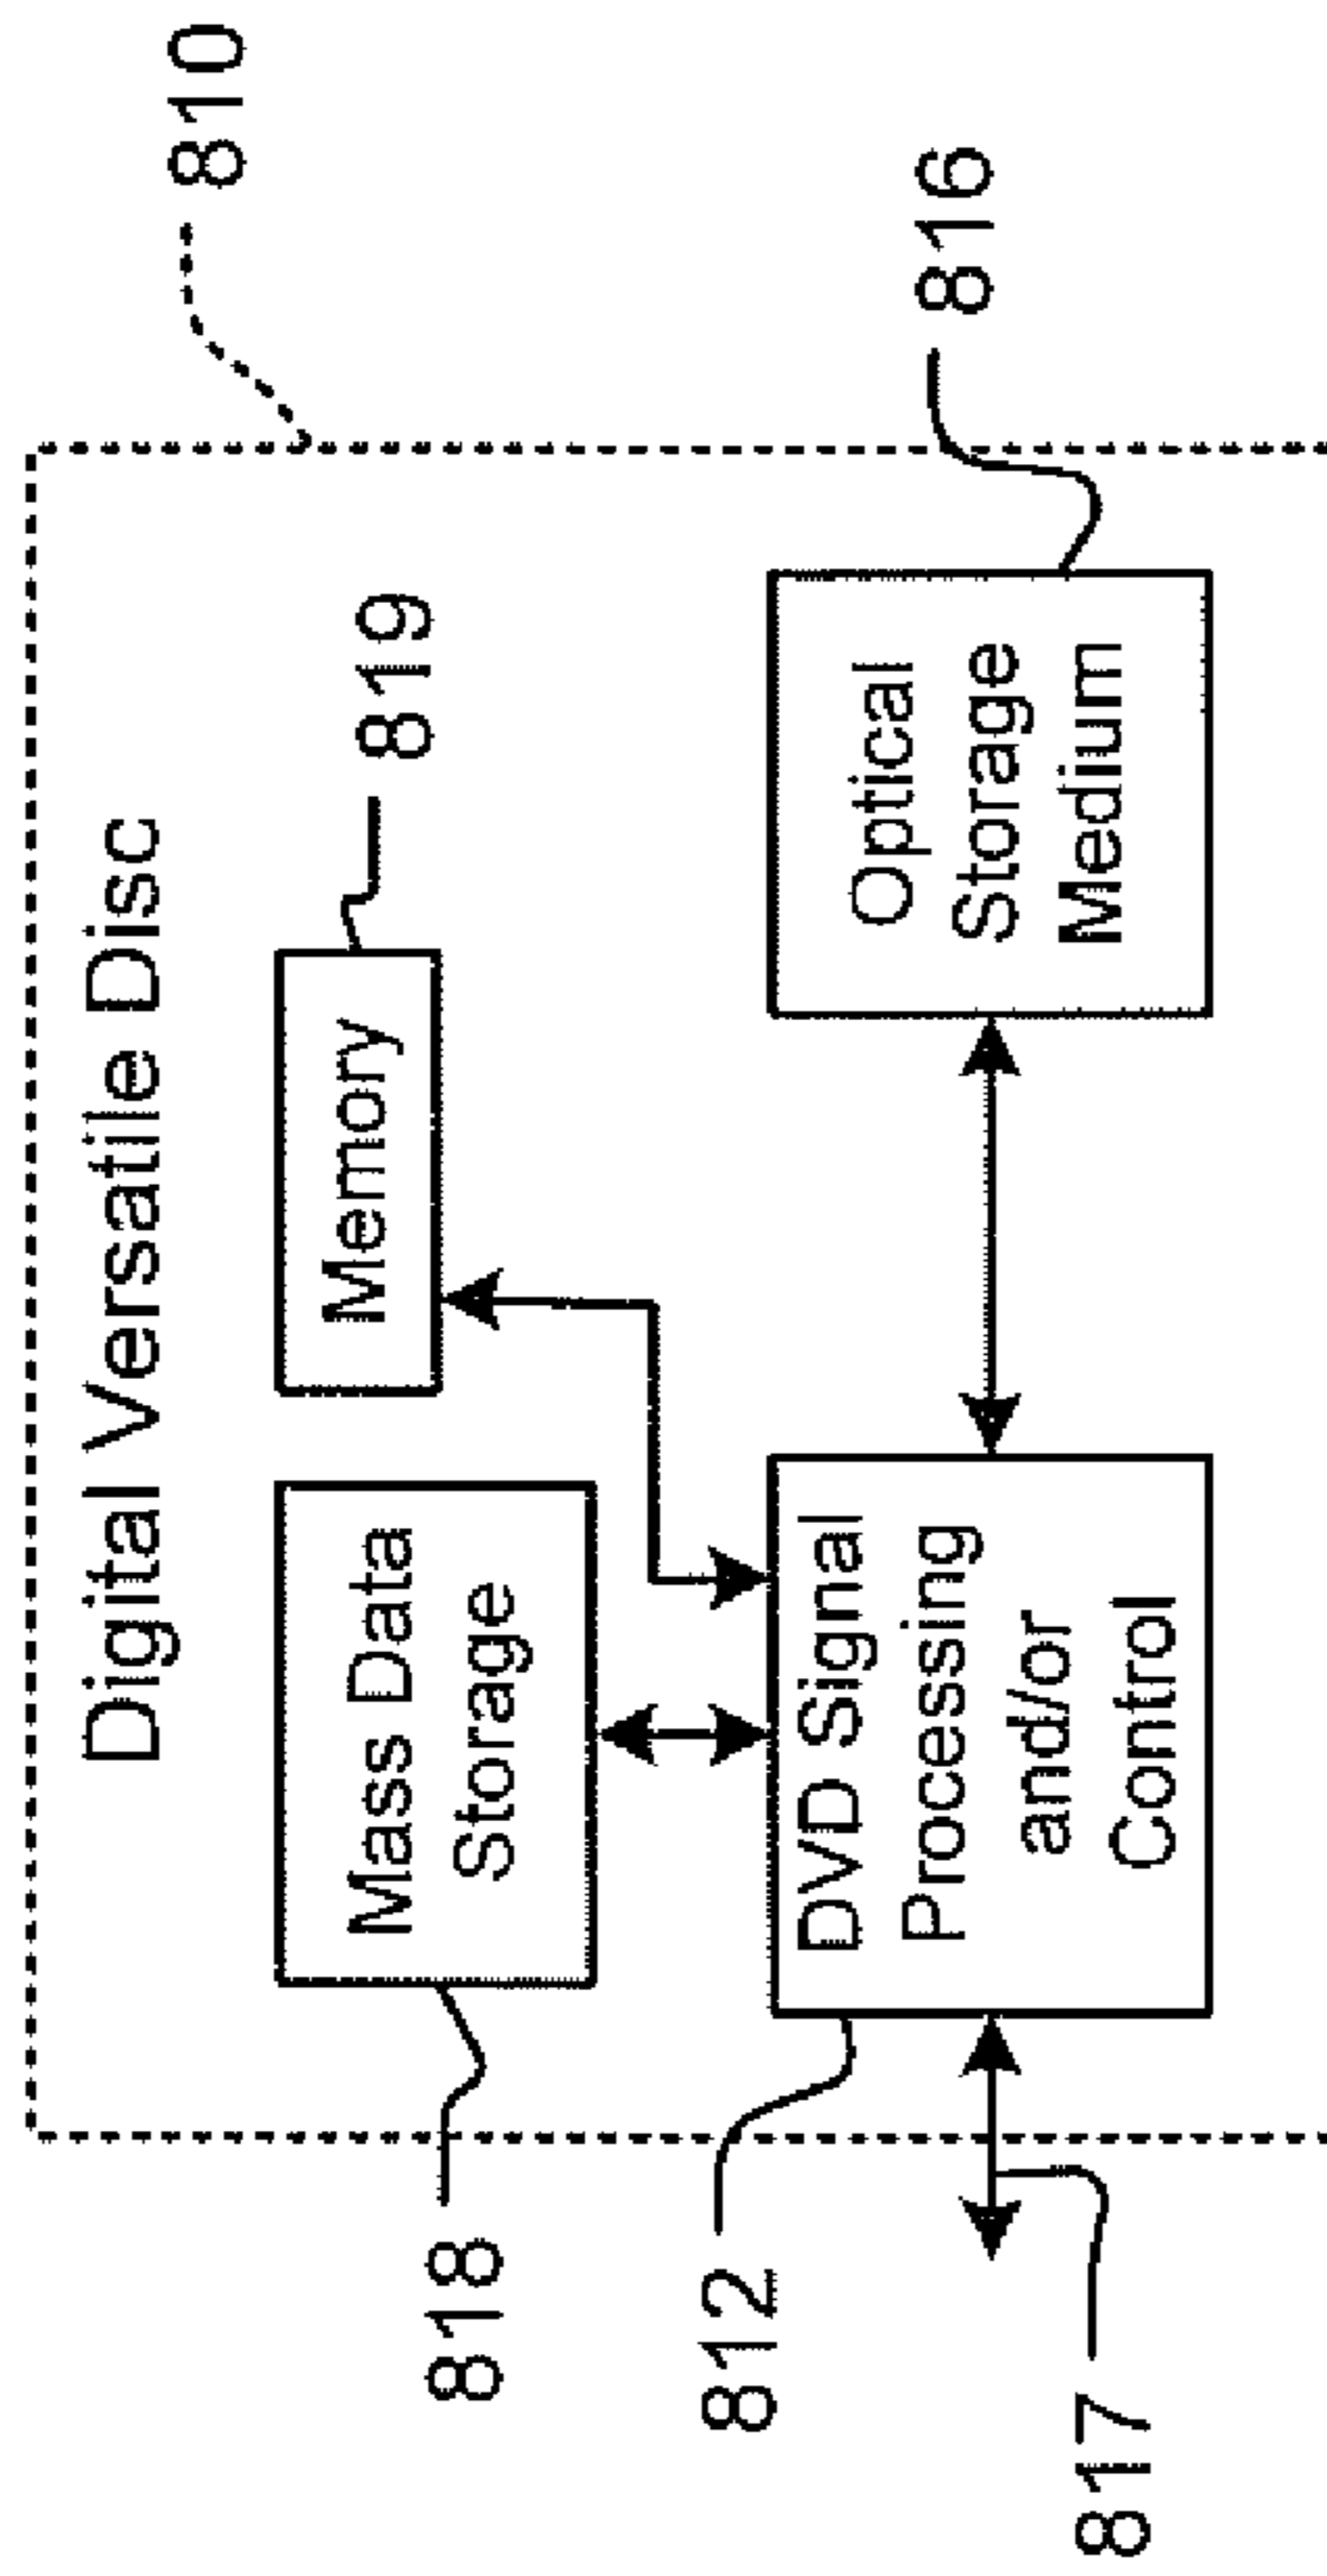 810
Digital Versatile Disc
818
Mass Data
Storage
Memory
819
812
DVD Signal
Processing
and/or
Control
Optical
Storage
Medium
816
817